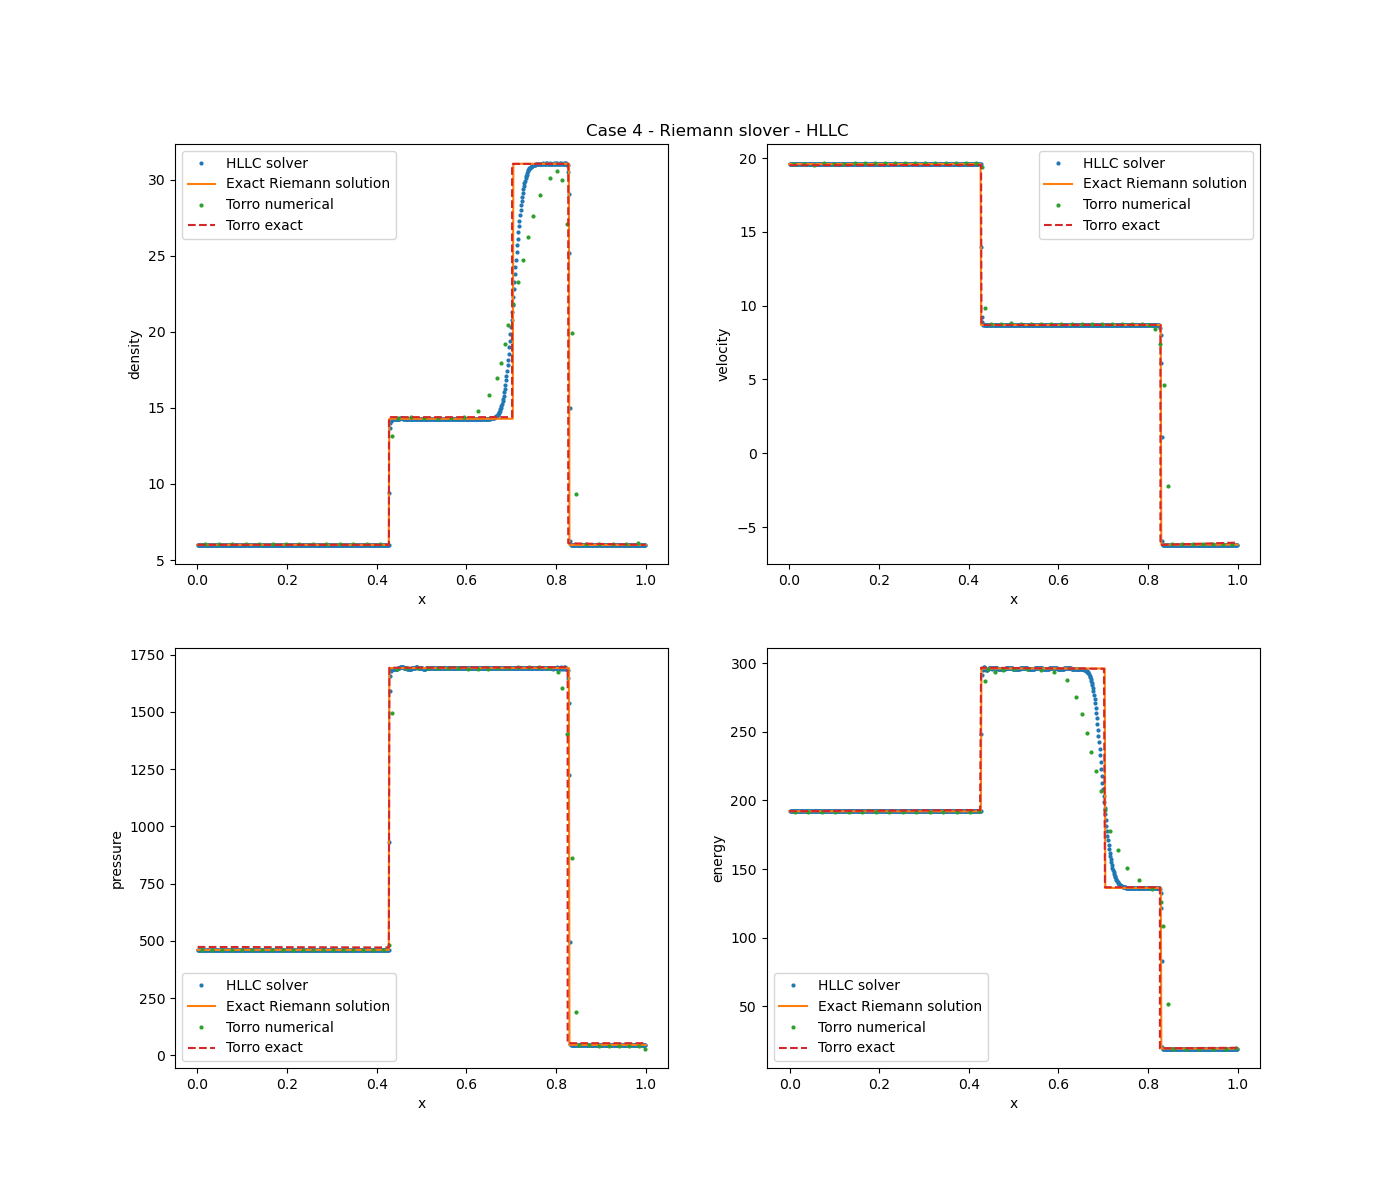 Case 4 - Riemann slover - HLLC
HLLC solver
Exact Riemann solution
Torro numerical
Torro exact
density
30
25
20
15
10
5
0.0 0.2 0.4 0.6 0.8 1.0
x
HLLC solver
Exact Riemann solution
Torro numerical
Torro exact
velocity
20
15
10
5
0
−5
0.0 0.2 0.4 0.6 0.8 1.0
x
HLLC solver
Exact Riemann solution
Torro numerical
Torro exact
pressure
1750
1500
1250
1000
750
500
250
0
0.0 0.2 0.4 0.6 0.8 1.0
x
HLLC solver
Exact Riemann solution
Torro numerical
Torro exact
energy
300
250
200
150
100
50
0.0 0.2 0.4 0.6 0.8 1.0
x